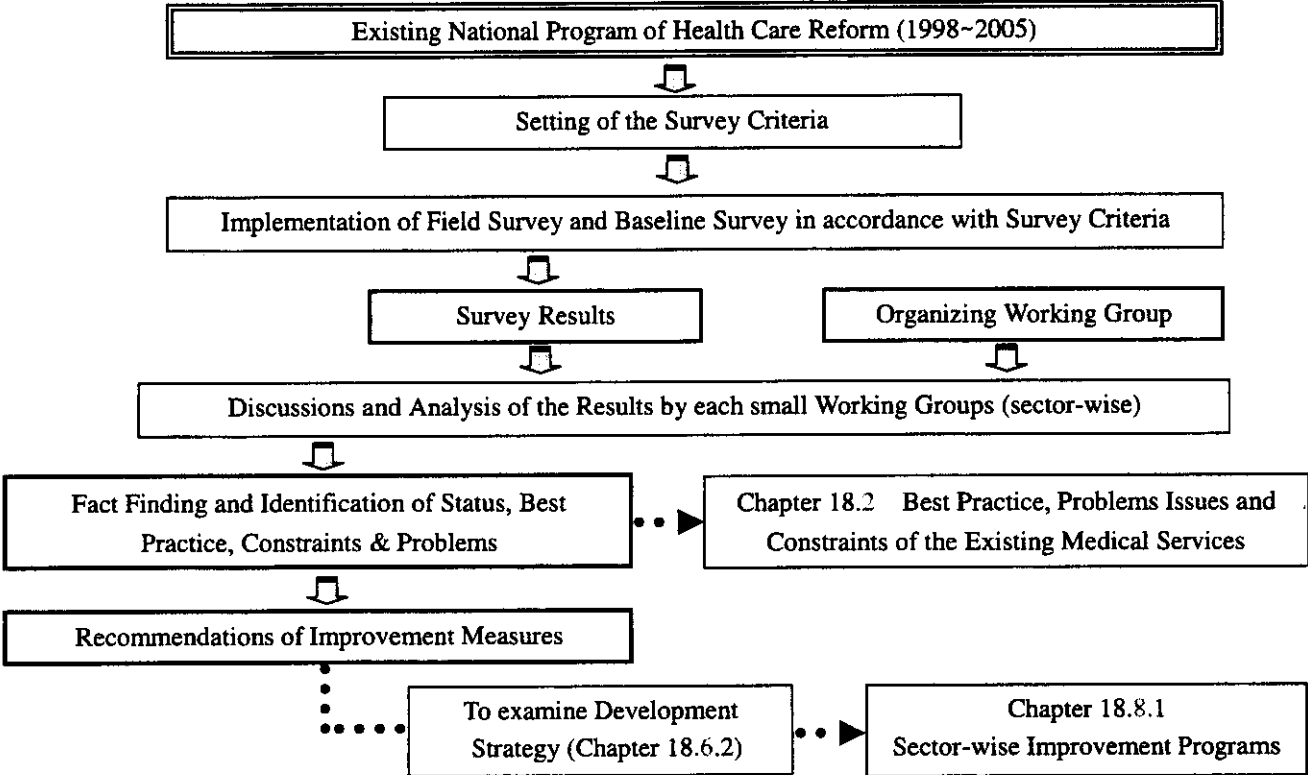 Existing National Program of Health Care Reform (1998~2005)
Setting of the Survey Criteria
Implementation of Field Survey and Baseline Survey in accordance with Survey Criteria
Survey Results
Organizing Working Group
Discussions and Analysis of the Results by each small Working Groups (sector-wise)
Fact Finding and Identification of Status, Best
Practice, Constraints & Problems
Chapter 18.2 Best Practice, Problems Issues and
Constraints of the Existing Medical Services
Recommendations of Improvement Measures
To examine Development
Strategy (Chapter 18.6.2)
Chapter 18.8.1
Sector-wise Improvement Programs